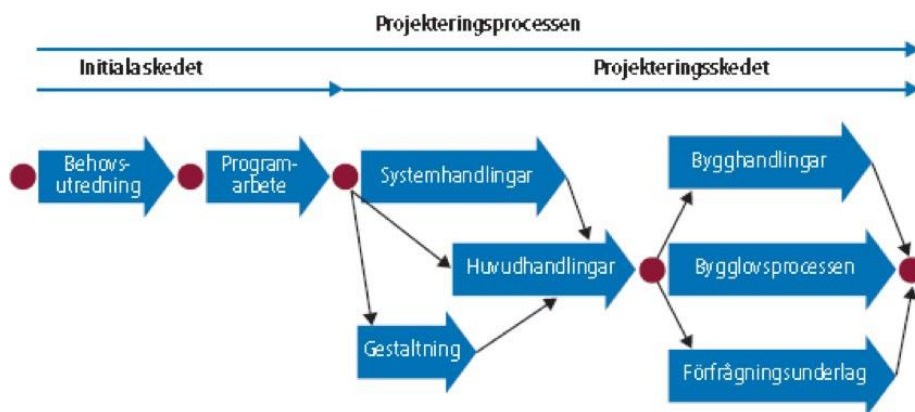 Projekteringsprocessen
Initialaskedet
Projekteringsskedet
Behovs-
utredning
Program-
arbete
Systemhandlingar
Bygghandlingar
Huvudhandlingar
Bygglovsprocessen
Gestaltning
Förfrågningsunderlag